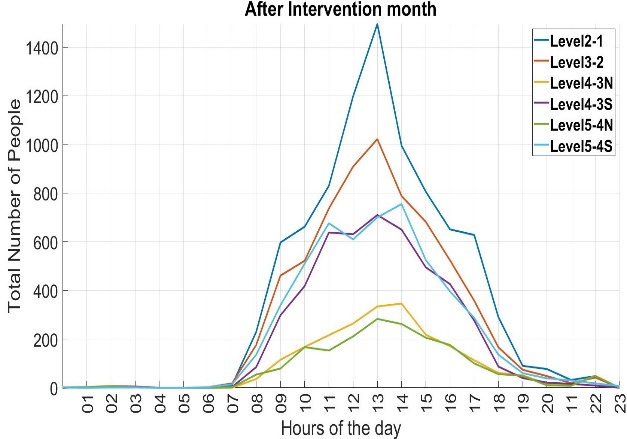 After Intervention month
Total Number of People
1400
1200
1000
800
600
400
200
0
Level2-1
Level3-2
Level4-3N
Level4-3S
Level5-4N
Level5-4S
01 02 03 04 05 06 07 08 09 10 11 12 13 14 15 16 17 18 19 20 21 22 23
Hours of the day